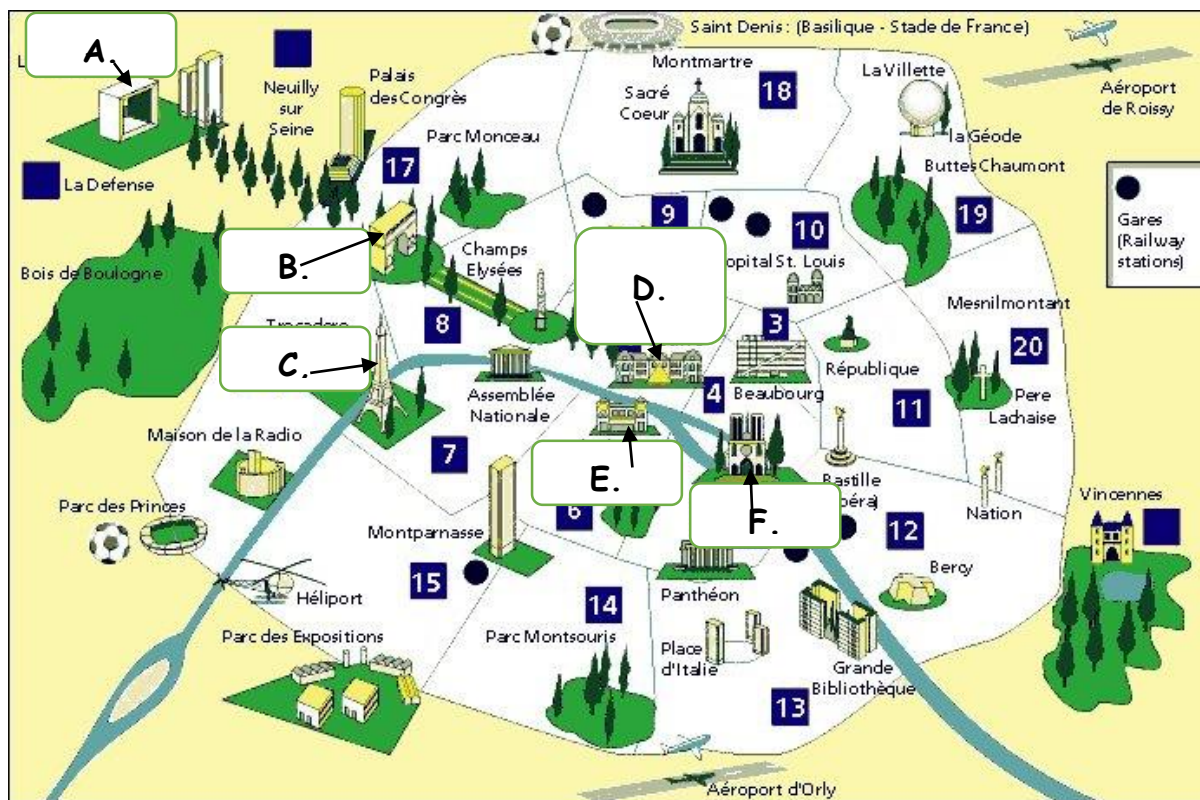 Saint Denis : (Basilique - Stade de France)
A.
L
Neuilly
sur
Seine
Palais
des Congrès
Montmartre
18
Sacré
Coeur
La Villette
la Géode
Aéroport
de Roissy
La Defense
17
Parc Monceau
Buttes Chaumont
19
Gares
(Railway
stations)
9
10
B.
Champs
Elysées
D.
opital St. Louis
Bois de Boulogne
8
3
Mesnilmontant
20
Trocadero
C.
Assemblée
Nationale
4
Beaubourg
République
11
Pere
Lachaise
Maison de la Radio
7
E.
F.
Bastille
(Opéra)
Nation
Vincennes
Parc des Princes
Montparnasse
6
12
15
Héliport
14
Panthéon
Bercy
Parc des Expositions
Parc Montsouris
Place
d'Italie
Grande
Bibliothèque
13
Aéroport d'Orly